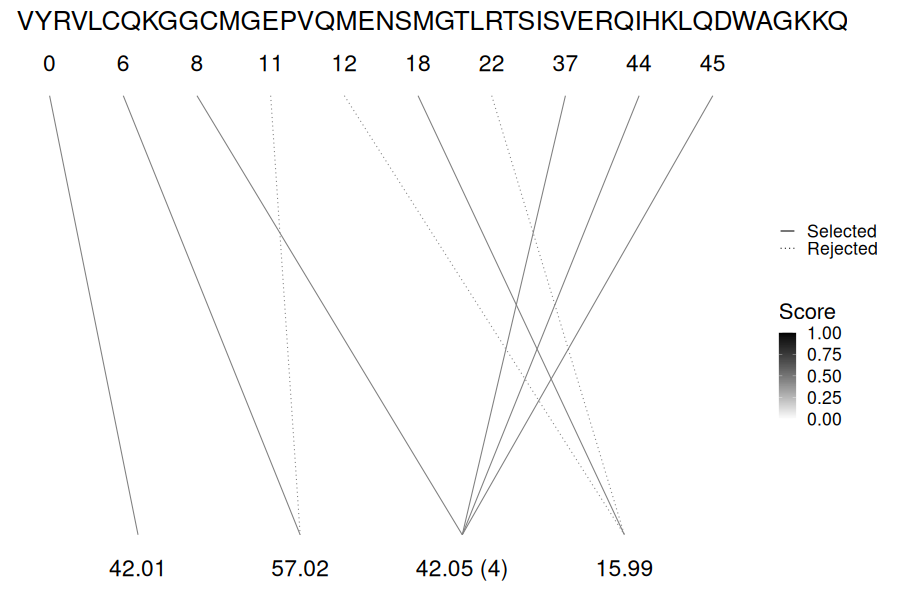 VYRVLCQKGGCMGEPVQMENSMGTLRTSISVERQIHKLQDWAGKKQ
0 6 8 11 12 18 22 37 44 45
Selected
Rejected
Score
1.00
0.75
0.50
0.25
0.00
42.01 57.02 42.05 (4) 15.99